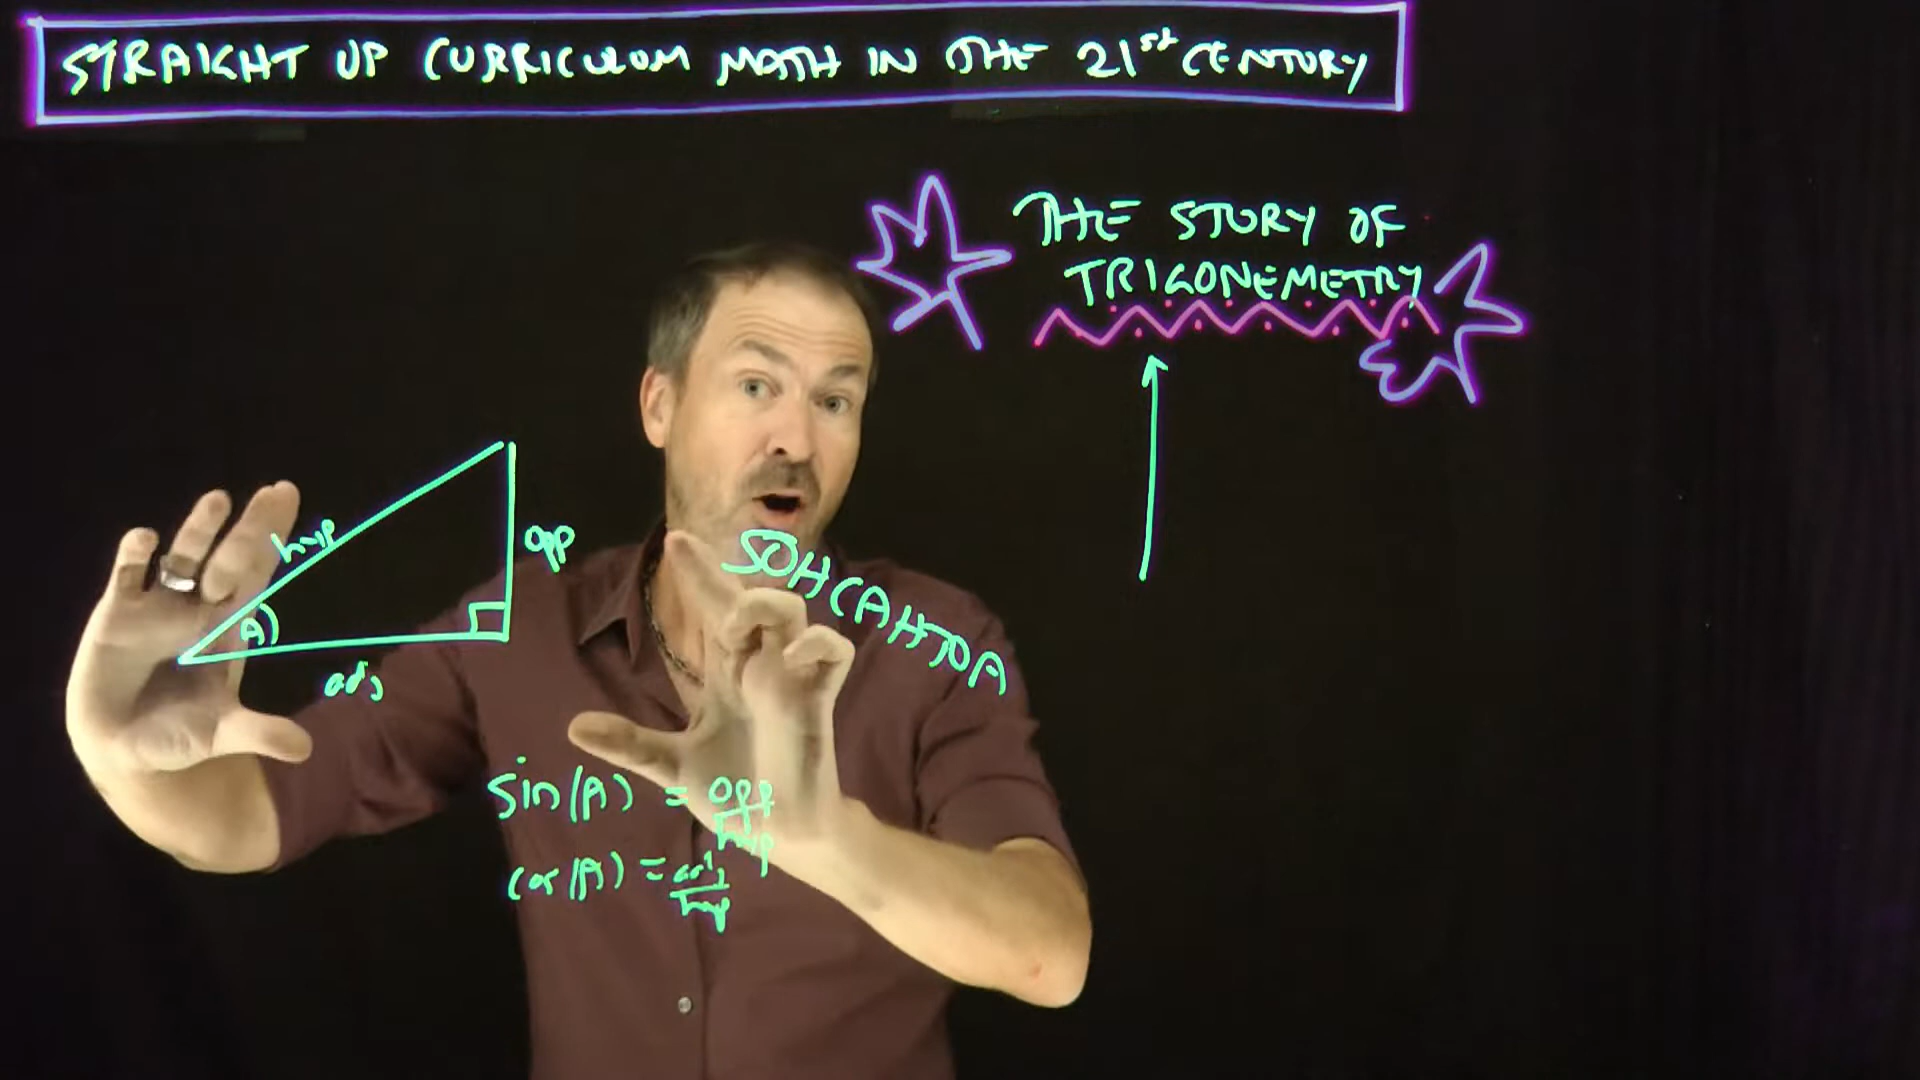 STRAIGHT UP CURRICULUM MATH IN THE 21st CENTURY
THE STORY OF
TRIGONEMETRY
hyp
opp
A
adj
SOHCAHTOA
sin(A) = opp/hyp
cos(A) = adj/hyp